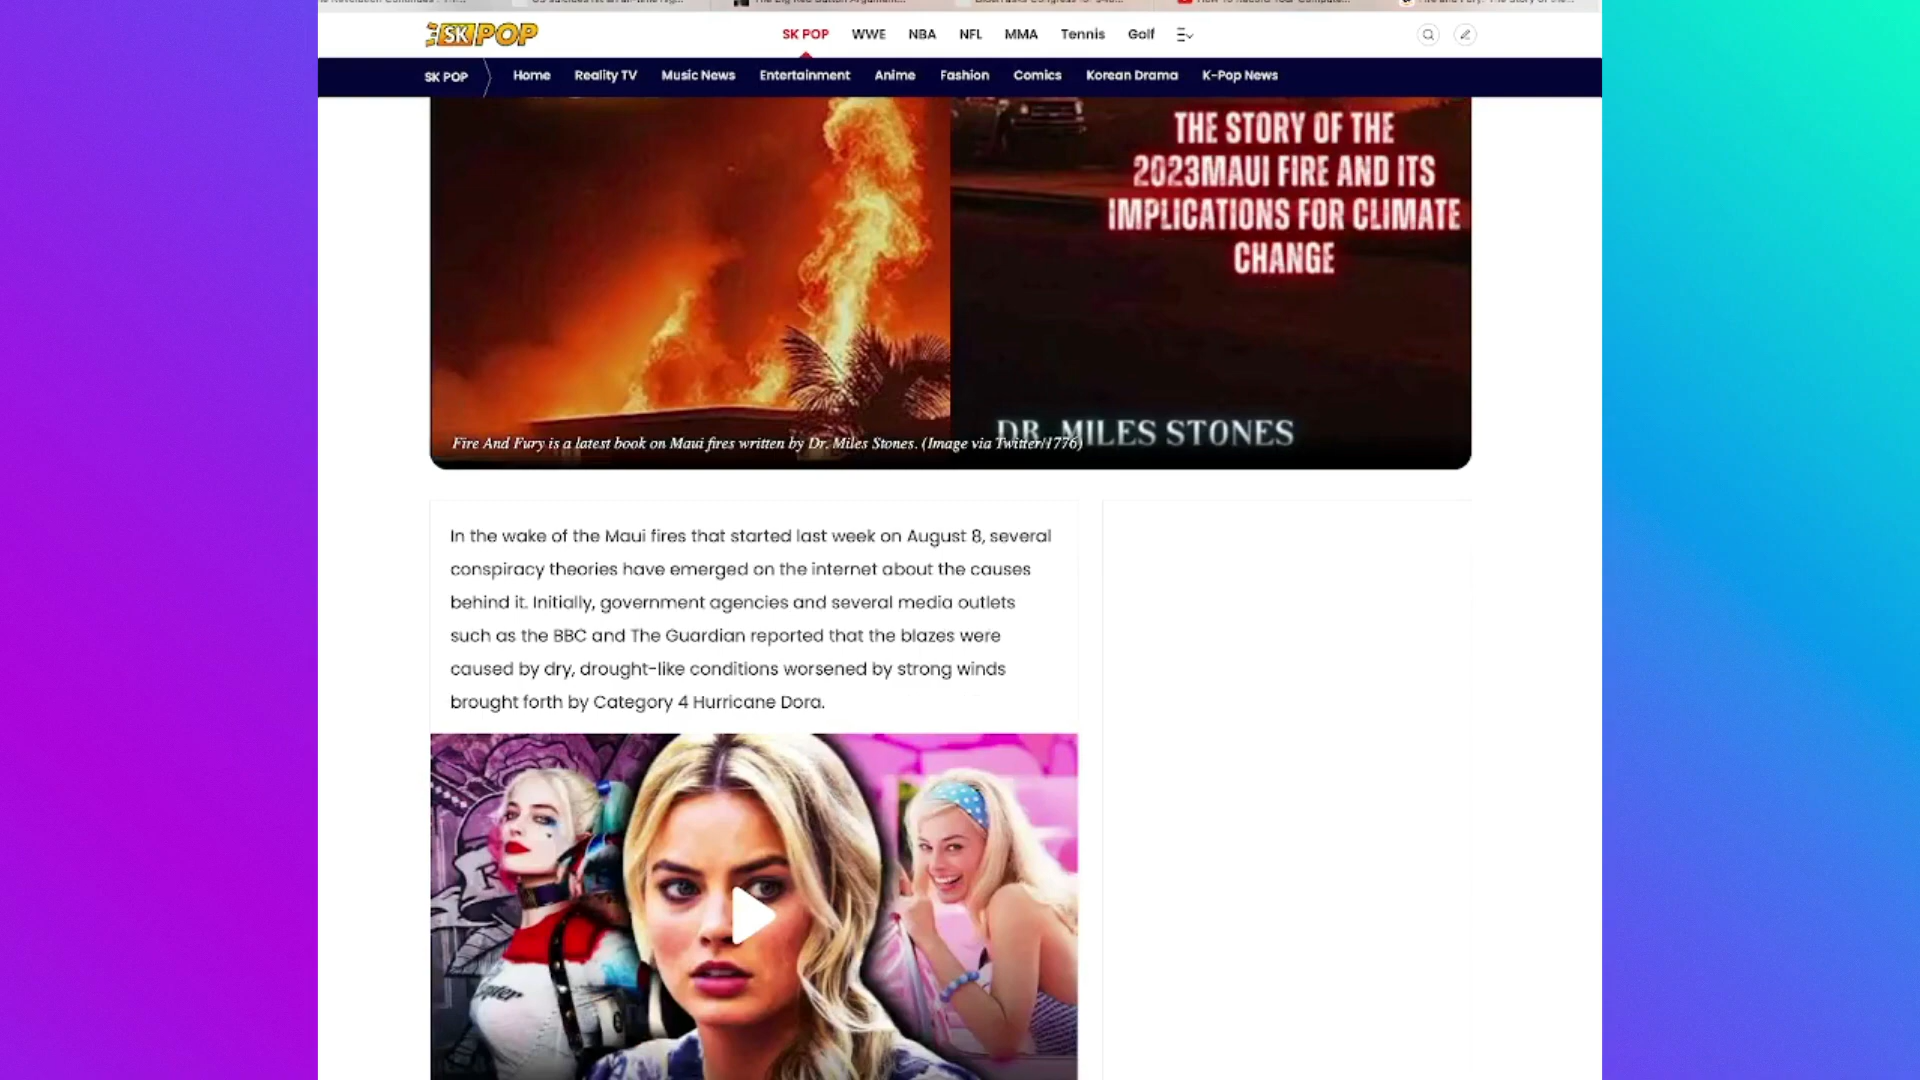 SK POP
SK POP WWE NBA NFL MMA Tennis Golf
SK POP Home Reality TV Music News Entertainment Anime Fashion Comics Korean Drama K-Pop News
THE STORY OF THE
2023MAUI FIRE AND ITS
IMPLICATIONS FOR CLIMATE
CHANGE
DR. MILES STONES
Fire And Fury is a latest book on Maui fires written by Dr. Miles Stones. (Image via Twitter/1776)
In the wake of the Maui fires that started last week on August 8, several
conspiracy theories have emerged on the internet about the causes
behind it. Initially, government agencies and several media outlets
such as the BBC and The Guardian reported that the blazes were
caused by dry, drought-like conditions worsened by strong winds
brought forth by Category 4 Hurricane Dora.